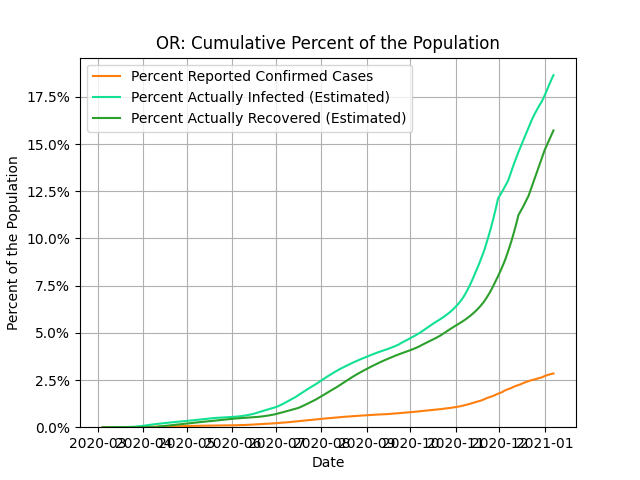 OR: Cumulative Percent of the Population
Percent Reported Confirmed Cases
Percent Actually Infected (Estimated)
Percent Actually Recovered (Estimated)
17.5%
15.0%
12.5%
10.0%
7.5%
5.0%
2.5%
0.0%
Percent of the Population
2020-03 2020-04 2020-05 2020-06 2020-07 2020-08 2020-09 2020-10 2020-11 2020-12 2021-01
Date